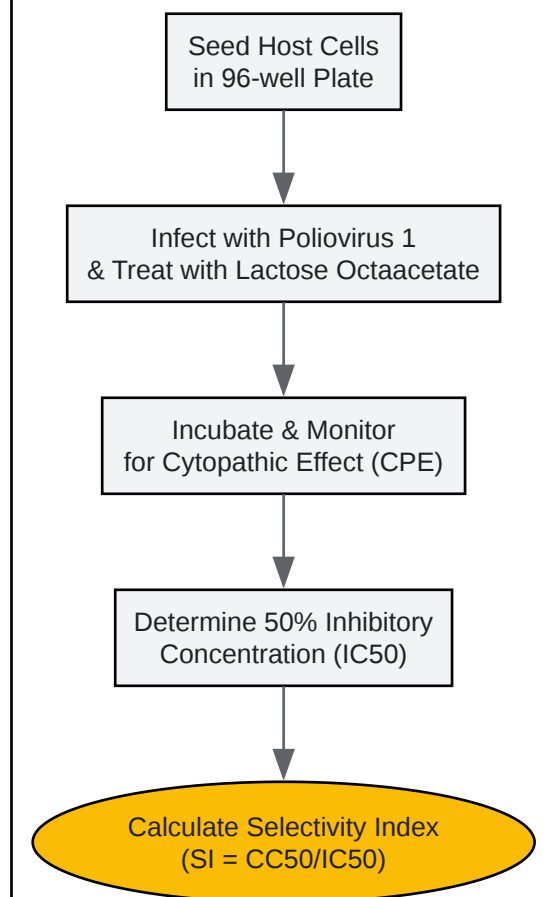 Seed Host Cells
in 96-well Plate
Infect with Poliovirus 1
& Treat with Lactose Octaacetate
Incubate & Monitor
for Cytopathic Effect (CPE)
Determine 50% Inhibitory
Concentration (IC50)
Calculate Selectivity Index
(SI = CC50/IC50)